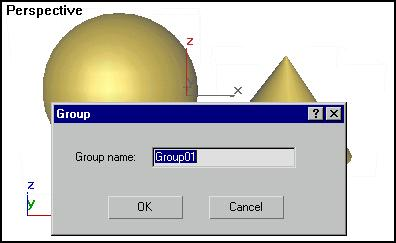 Perspective
z
x
Group
? ×
Group name: Group01
z
y
OK Cancel